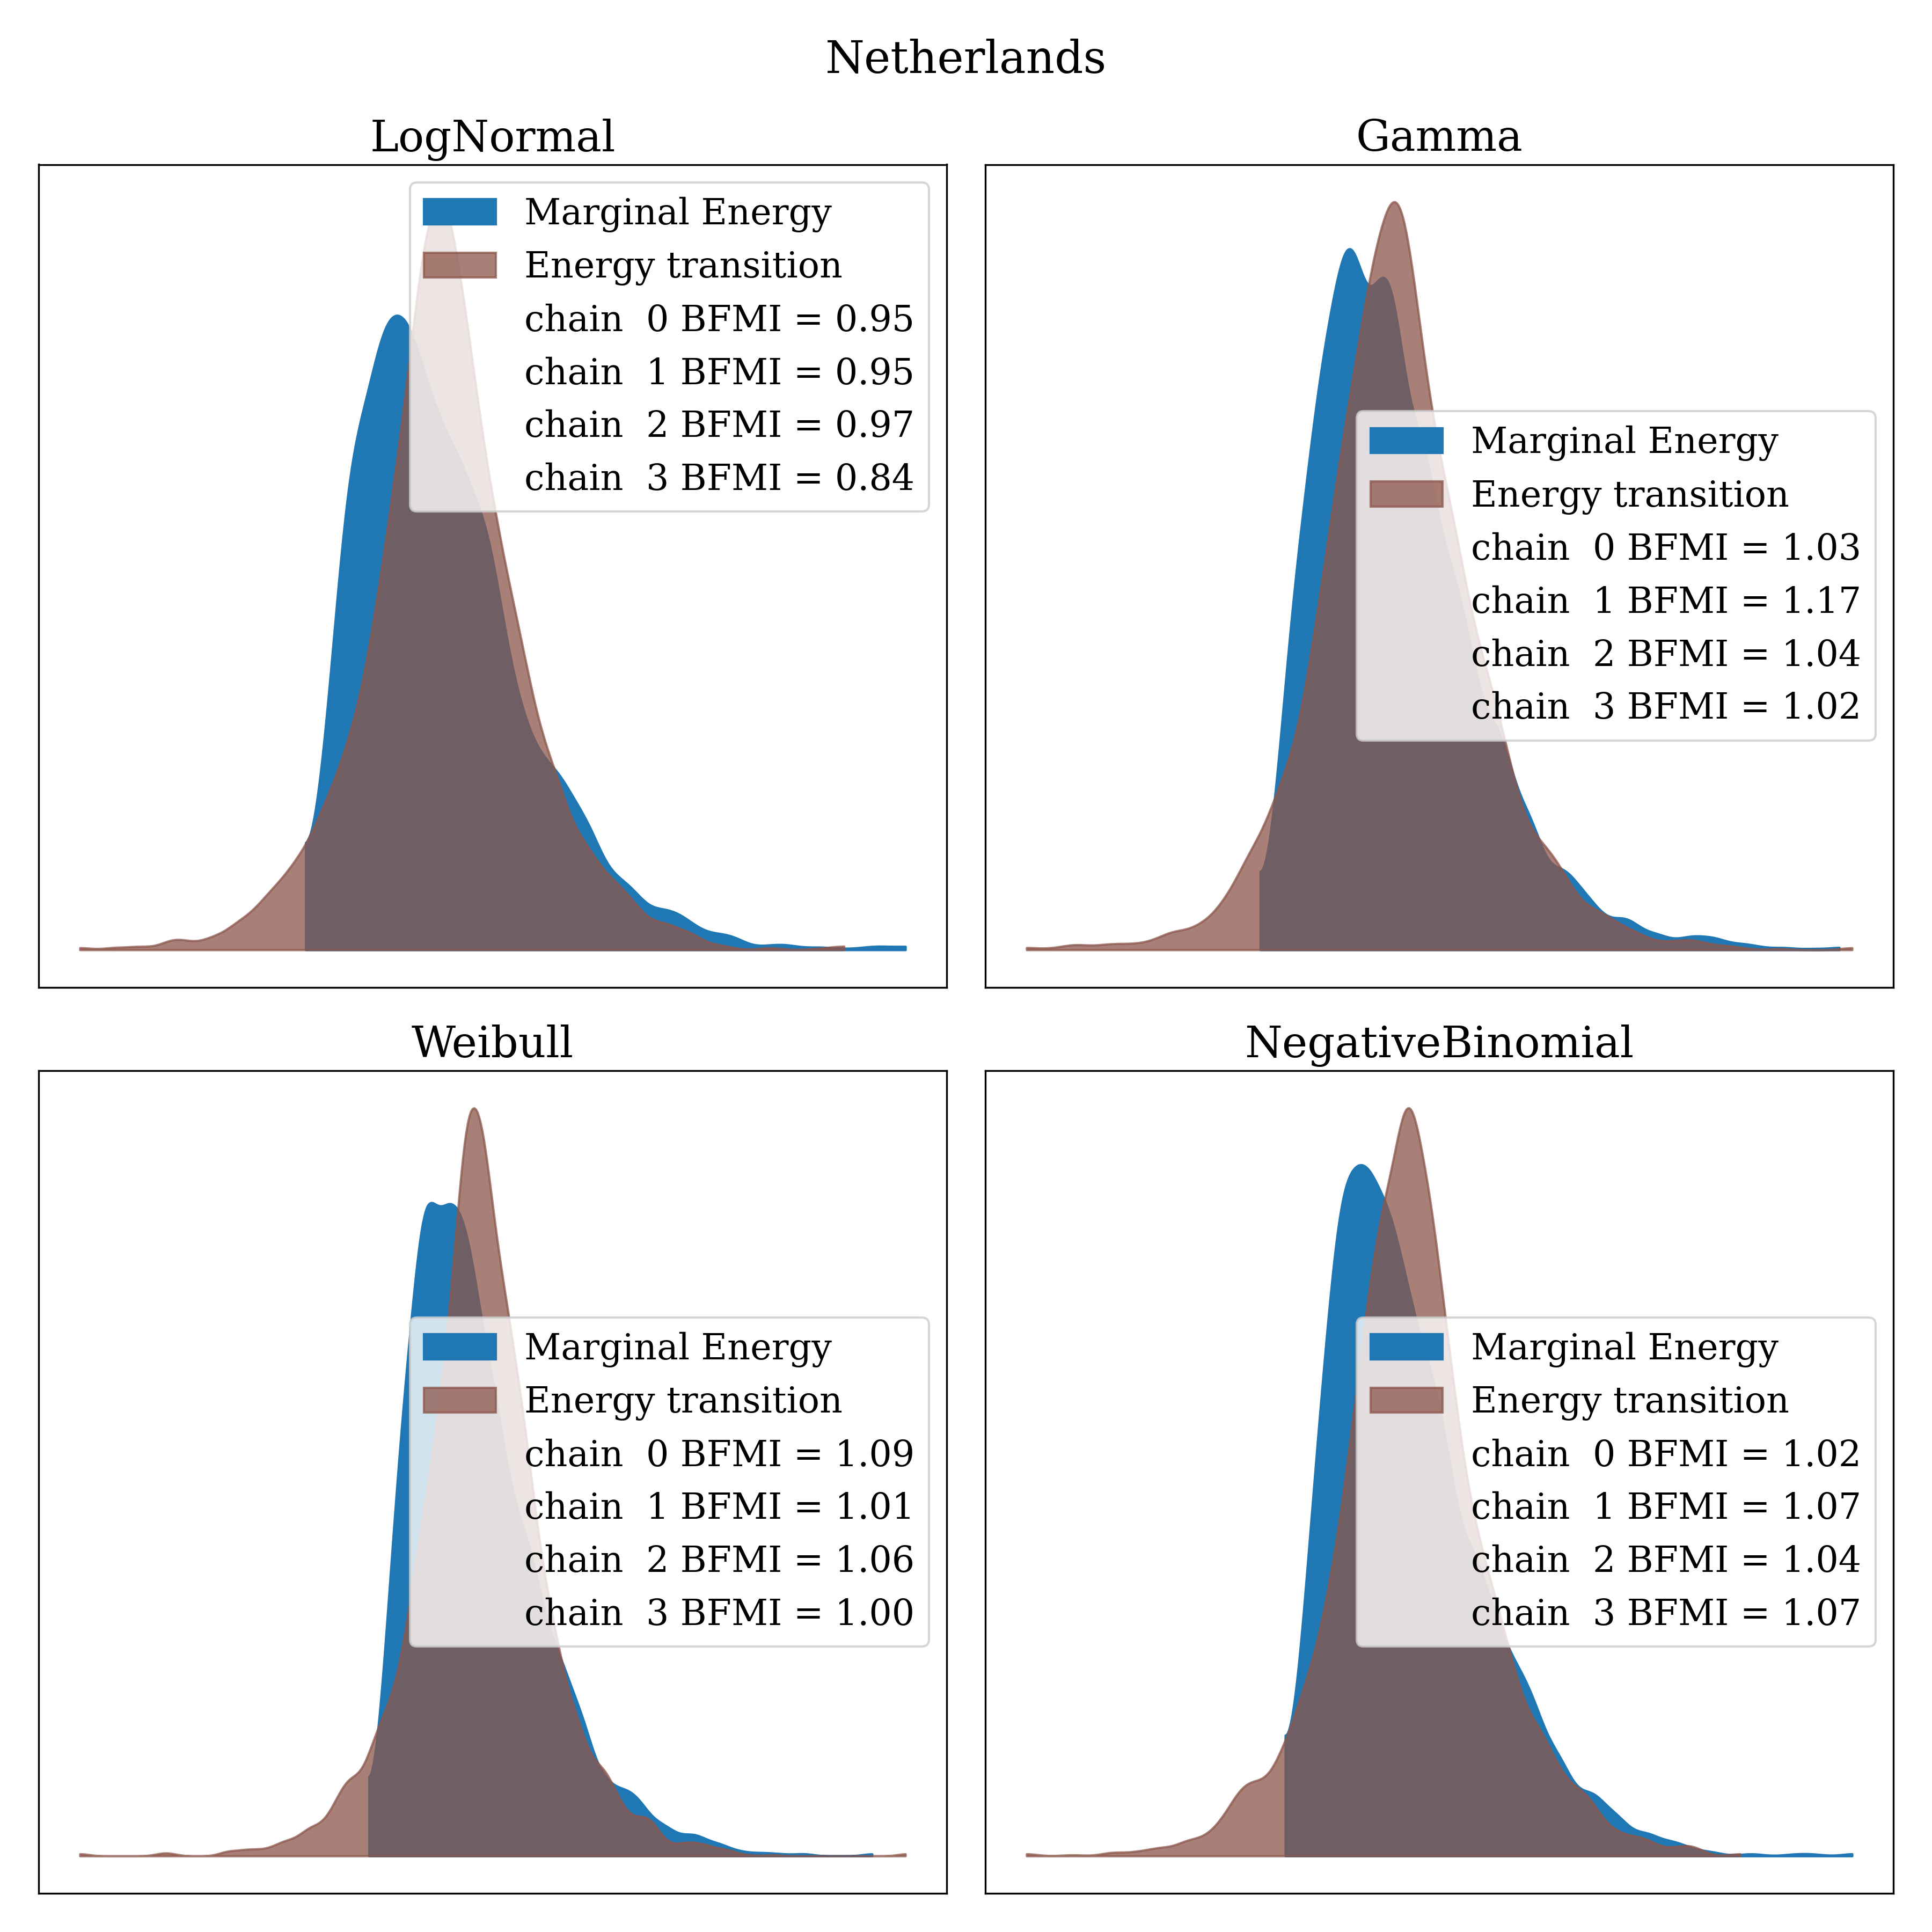 Netherlands
LogNormal
Marginal Energy
Energy transition
chain  0 BFMI = 0.95
chain  1 BFMI = 0.95
chain  2 BFMI = 0.97
chain  3 BFMI = 0.84
Gamma
Marginal Energy
Energy transition
chain  0 BFMI = 1.03
chain  1 BFMI = 1.17
chain  2 BFMI = 1.04
chain  3 BFMI = 1.02
Weibull
Marginal Energy
Energy transition
chain  0 BFMI = 1.09
chain  1 BFMI = 1.01
chain  2 BFMI = 1.06
chain  3 BFMI = 1.00
NegativeBinomial
Marginal Energy
Energy transition
chain  0 BFMI = 1.02
chain  1 BFMI = 1.07
chain  2 BFMI = 1.04
chain  3 BFMI = 1.07